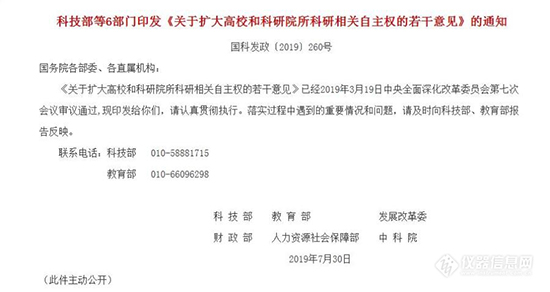 科技部等6部门印发《关于扩大高校和科研院所科研相关自主权的若干意见》的通知
国科发政〔2019〕260号
国务院各部委、各直属机构：
《关于扩大高校和科研院所科研相关自主权的若干意见》已经2019年3月19日中央全面深化改革委员会第七次
会议审议通过，现印发给你们，请认真贯彻执行。落实过程中遇到的重要情况和问题，请及时向科技部、教育部报
告反映。
联系电话：科技部 010-58881715
教育部 010-66096298
科 技 部 教 育 部 发展改革委
财 政 部 人力资源社会保障部 中 科 院
2019年7月30日
（此件主动公开）
仪器信息网